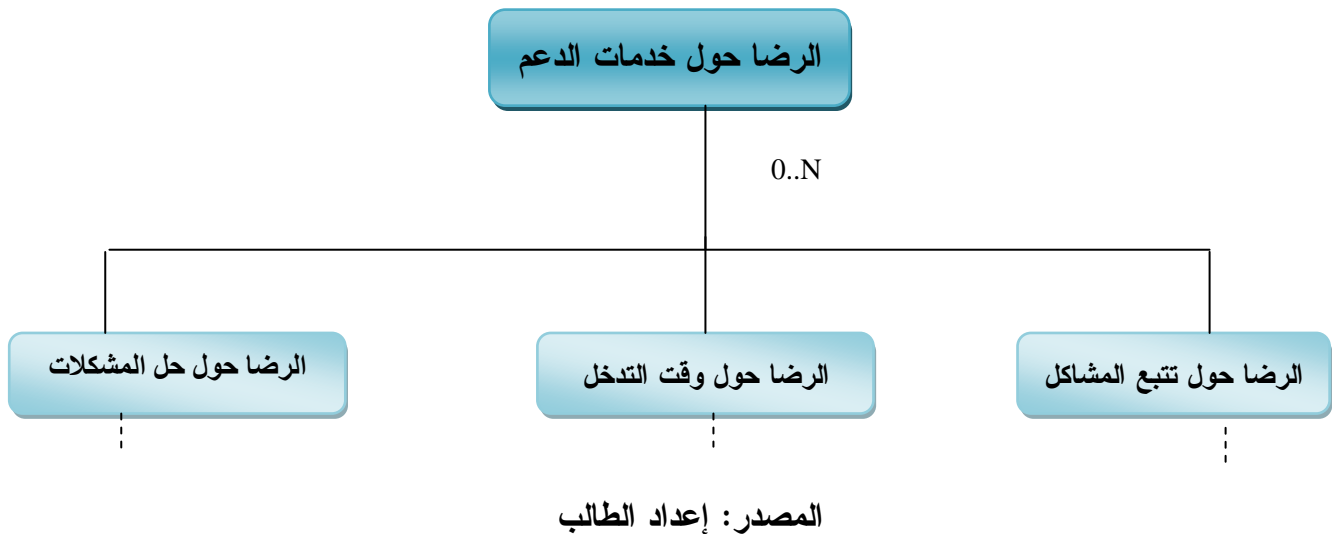 الرضا حول خدمات الدعم
0..N
الرضا حول تتبع المشاكل
الرضا حول وقت التدخل
الرضا حول حل المشكلات
المصدر: إعداد الطالب